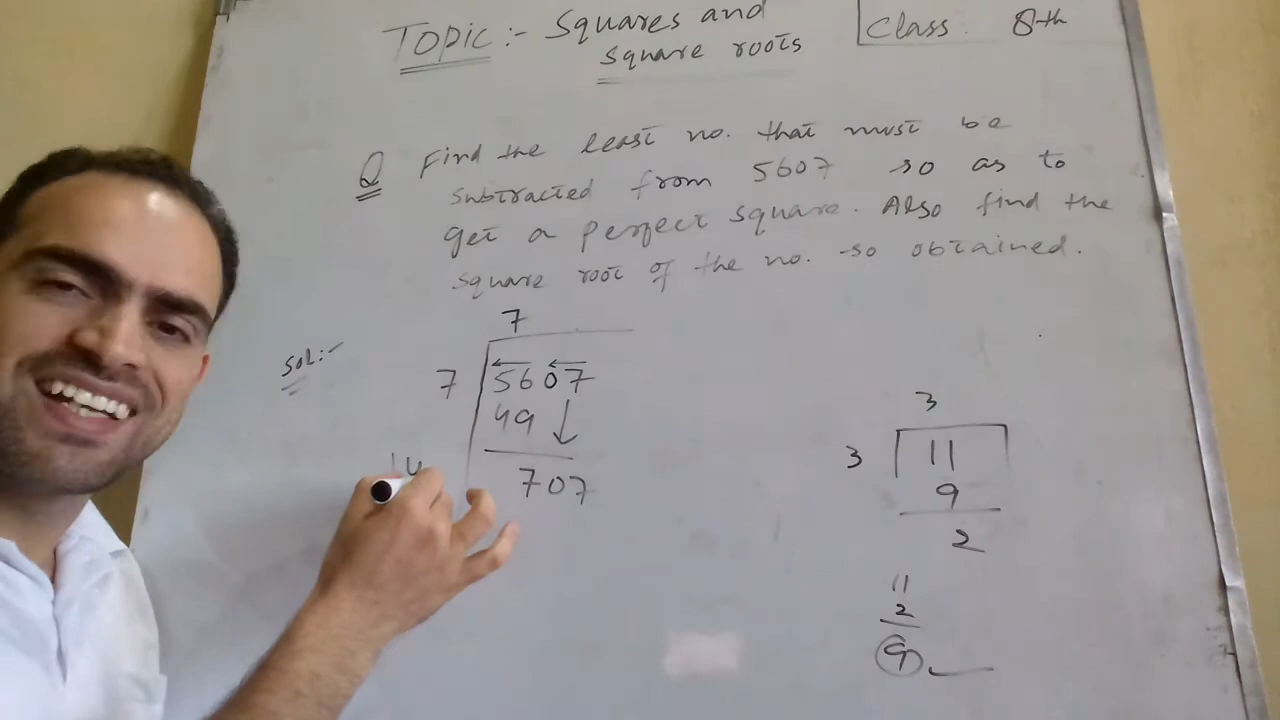 Topic:- Squares and
square roots
Class. 8th
Q Find the least no. that must be
subtracted from 5607 so as to
get a perfect square. Also find the
square root of the no. so obtained.
Sol:-
7
7 5607
49
14 707
3
3 11
9
2
11
2
9